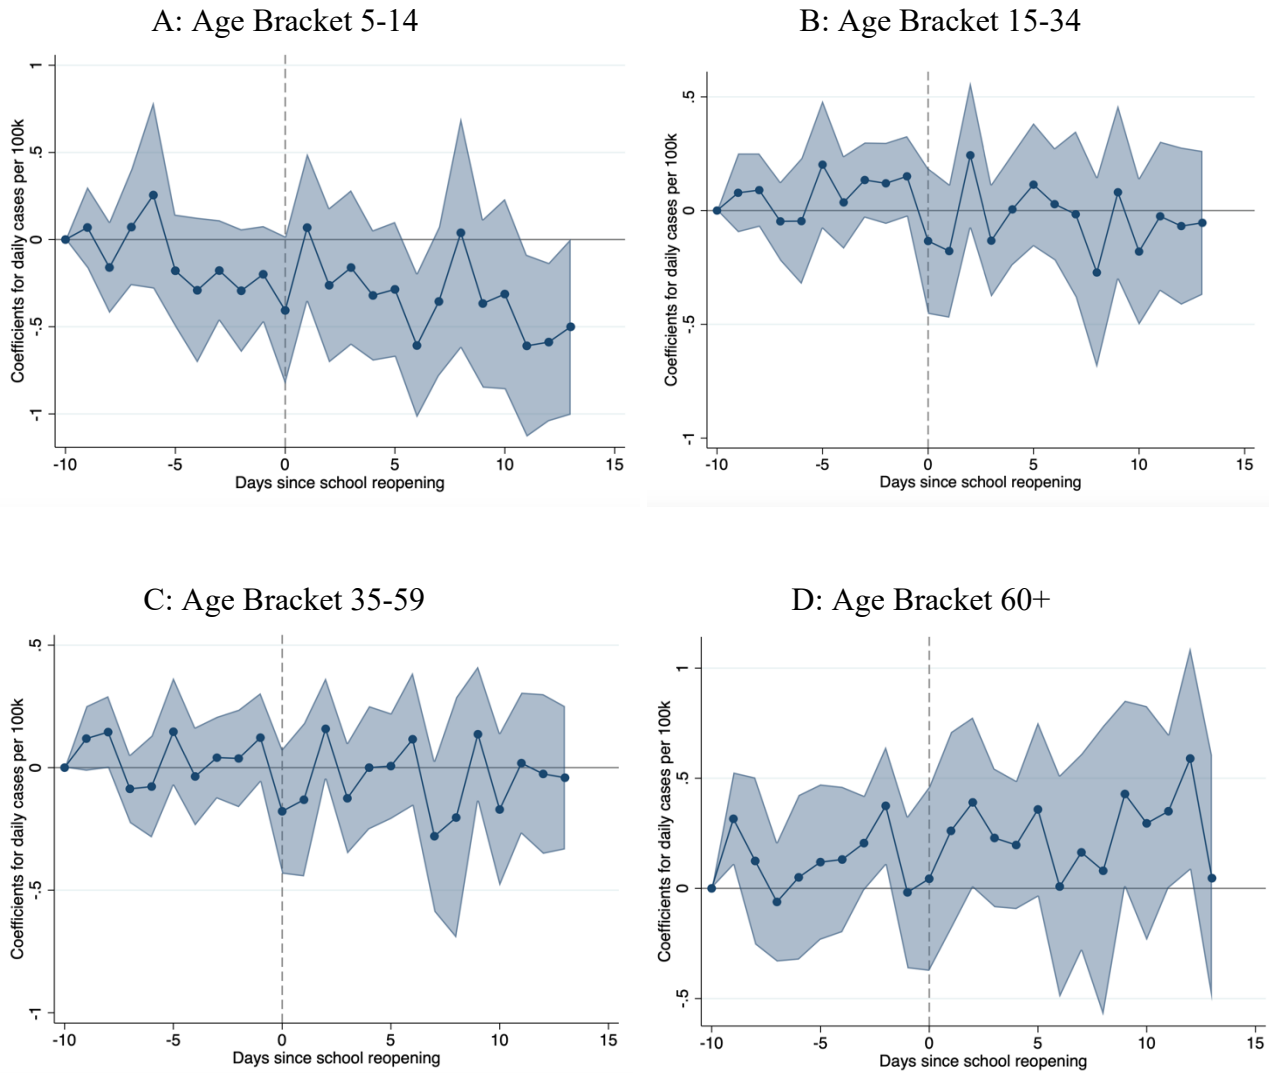 A: Age Bracket 5-14
Coefficients for daily cases per 100k
1
.5
0
-.5
-1
-10 -5 0 5 10 15
Days since school reopening
B: Age Bracket 15-34
Coefficients for daily cases per 100k
.5
0
-.5
-1
-10 -5 0 5 10 15
Days since school reopening
C: Age Bracket 35-59
Coefficients for daily cases per 100k
.5
0
-.5
-1
-10 -5 0 5 10 15
Days since school reopening
D: Age Bracket 60+
Coefficients for daily cases per 100k
1
.5
0
-.5
-10 -5 0 5 10 15
Days since school reopening